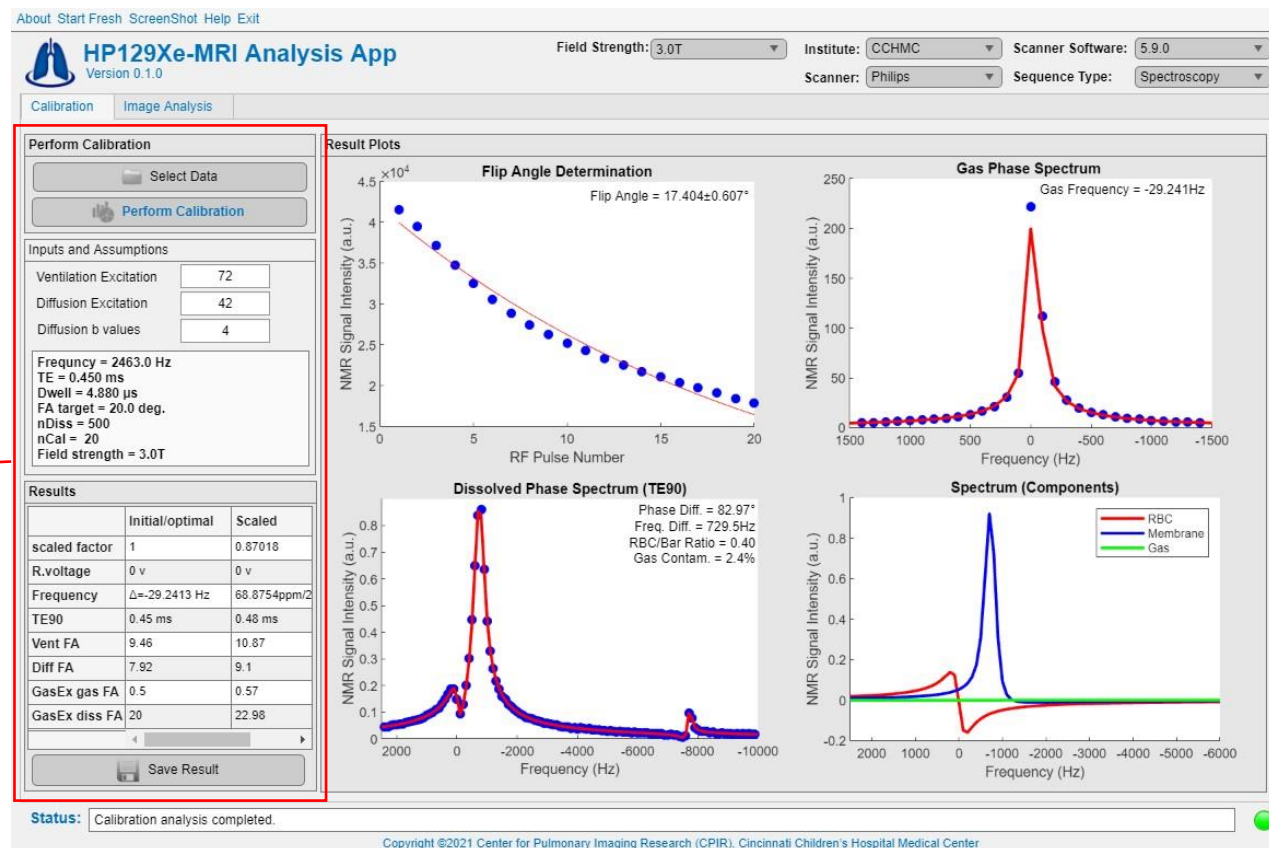 About Start Fresh ScreenShot Help Exit
HP129Xe-MRI Analysis App
Version 0.1.0
Field Strength: 3.0T
Institute: CCHMC
Scanner Software: 5.9.0
Scanner: Philips
Sequence Type: Spectroscopy
Calibration Image Analysis
Perform Calibration
Select Data
Perform Calibration
Inputs and Assumptions
Ventilation Excitation 72
Diffusion Excitation 42
Diffusion b values 4
Frequncy = 2463.0 Hz
TE = 0.450 ms
Dwell = 4.880 µs
FA target = 20.0 deg.
nDiss = 500
nCal = 20
Field strength = 3.0T
Results
Initial/optimal Scaled
scaled factor 1 0.87018
R.voltage 0 v 0 v
Frequency Δ=-29.2413 Hz 68.8754ppm/2
TE90 0.45 ms 0.48 ms
Vent FA 9.46 10.87
Diff FA 7.92 9.1
GasEx gas FA 0.5 0.57
GasEx diss FA 20 22.98
Save Result
Result Plots
Flip Angle Determination
×10⁴
Flip Angle = 17.404±0.607°
4.5
4
3.5
3
2.5
2
1.5
NMR Signal Intensity (a.u.)
0 5 10 15 20
RF Pulse Number
Gas Phase Spectrum
Gas Frequency = -29.241Hz
250
200
150
100
50
0
NMR Signal Intensity (a.u.)
1500 1000 500 0 -500 -1000 -1500
Frequency (Hz)
Dissolved Phase Spectrum (TE90)
Phase Diff. = 82.97°
Freq. Diff. = 729.5Hz
RBC/Bar Ratio = 0.40
Gas Contam. = 2.4%
0.8
0.7
0.6
0.5
0.4
0.3
0.2
0.1
0
NMR Signal Intensity (a.u.)
2000 0 -2000 -4000 -6000 -8000 -10000
Frequency (Hz)
Spectrum (Components)
RBC
Membrane
Gas
1
0.8
0.6
0.4
0.2
0
-0.2
NMR Signal Intensity (a.u.)
2000 1000 0 -1000 -2000 -3000 -4000 -5000 -6000
Frequency (Hz)
Status: Calibration analysis completed.
Copyright ©2021 Center for Pulmonary Imaging Research (CPIR), Cincinnati Children's Hospital Medical Center